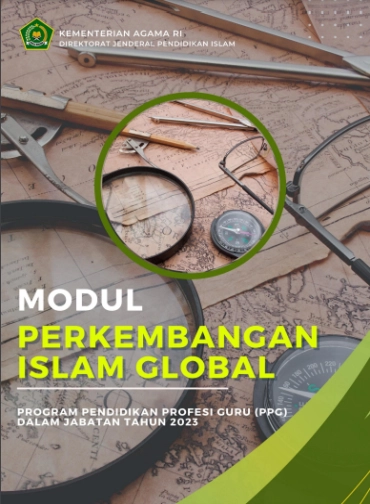 KEMENTERIAN AGAMA RI
DIREKTORAT JENDERAL PENDIDIKAN ISLAM
MODUL
PERKEMBANGAN
ISLAM GLOBAL
PROGRAM PENDIDIKAN PROFESI GURU (PPG)
DALAM JABATAN TAHUN 2023